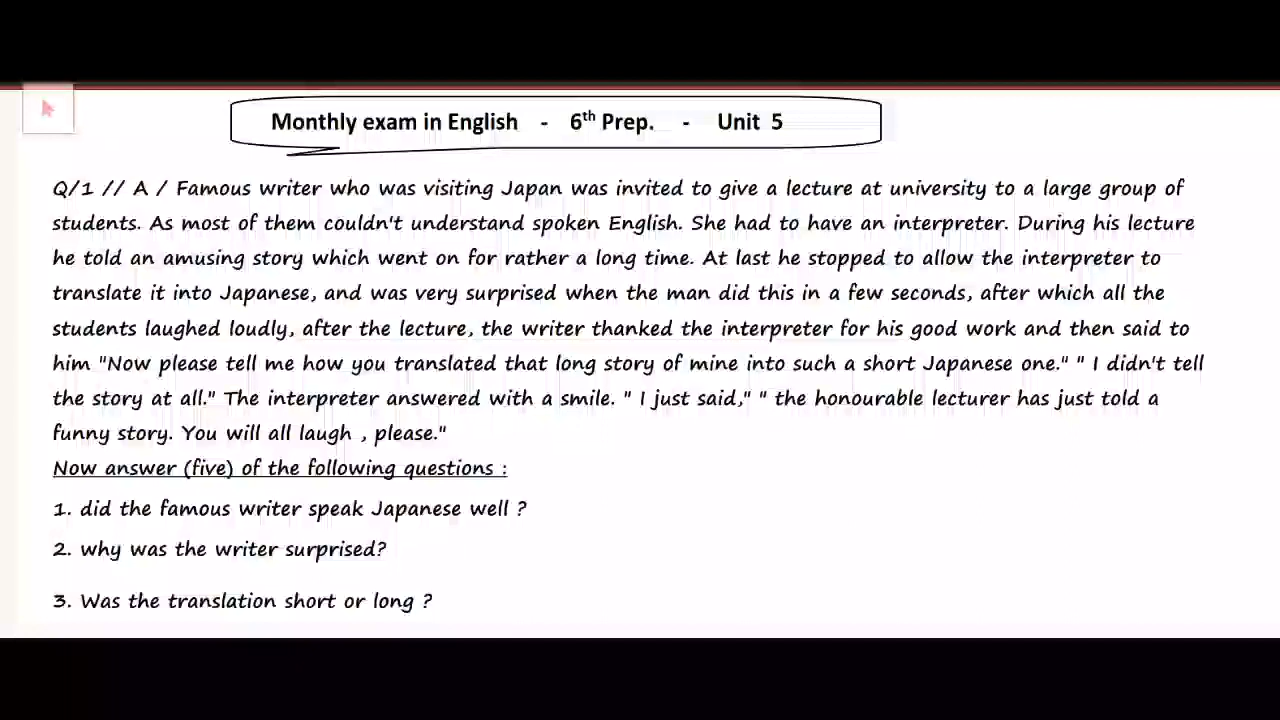 Monthly exam in English - 6th Prep. - Unit 5
Q/1 // A / Famous writer who was visiting Japan was invited to give a lecture at university to a large group of
students. As most of them couldn't understand spoken English. She had to have an interpreter. During his lecture
he told an amusing story which went on for rather a long time. At last he stopped to allow the interpreter to
translate it into Japanese, and was very surprised when the man did this in a few seconds, after which all the
students laughed loudly, after the lecture, the writer thanked the interpreter for his good work and then said to
him "Now please tell me how you translated that long story of mine into such a short Japanese one." " I didn't tell
the story at all." The interpreter answered with a smile. " I just said," " the honourable lecturer has just told a
funny story. You will all laugh , please."
Now answer (five) of the following questions :
1. did the famous writer speak Japanese well ?
2. why was the writer surprised?
3. Was the translation short or long ?